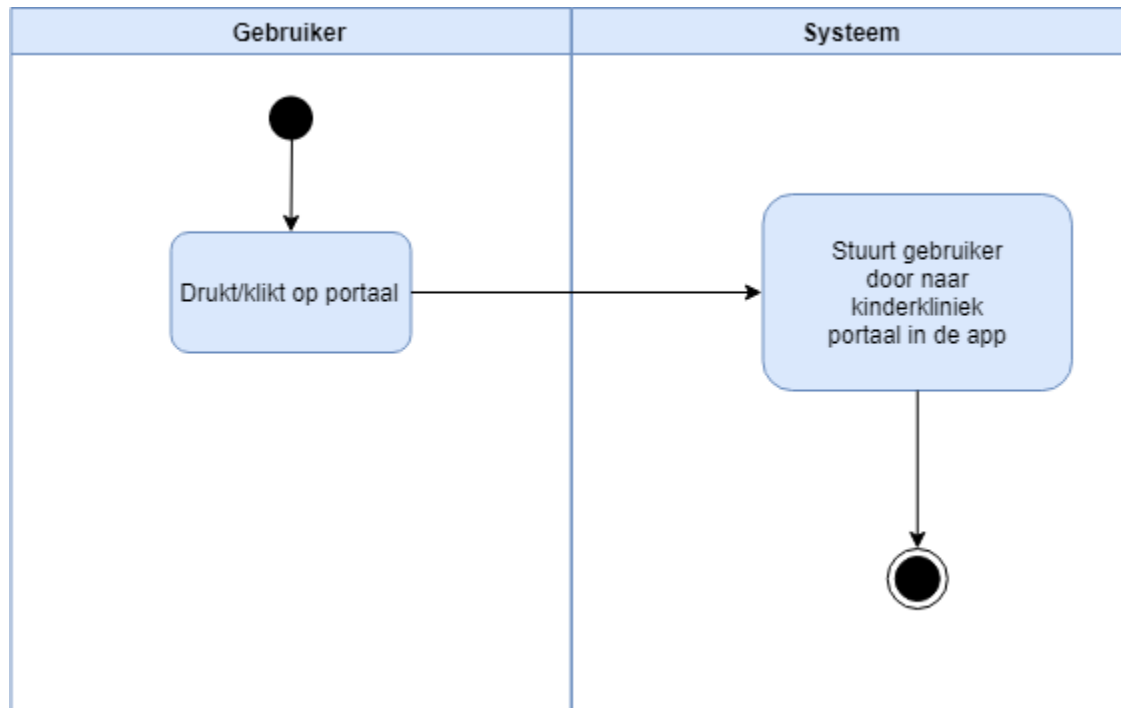 Gebruiker
Systeem
Drukt/klikt op portaal
Stuurt gebruiker
door naar
kinderkliniek
portaal in de app